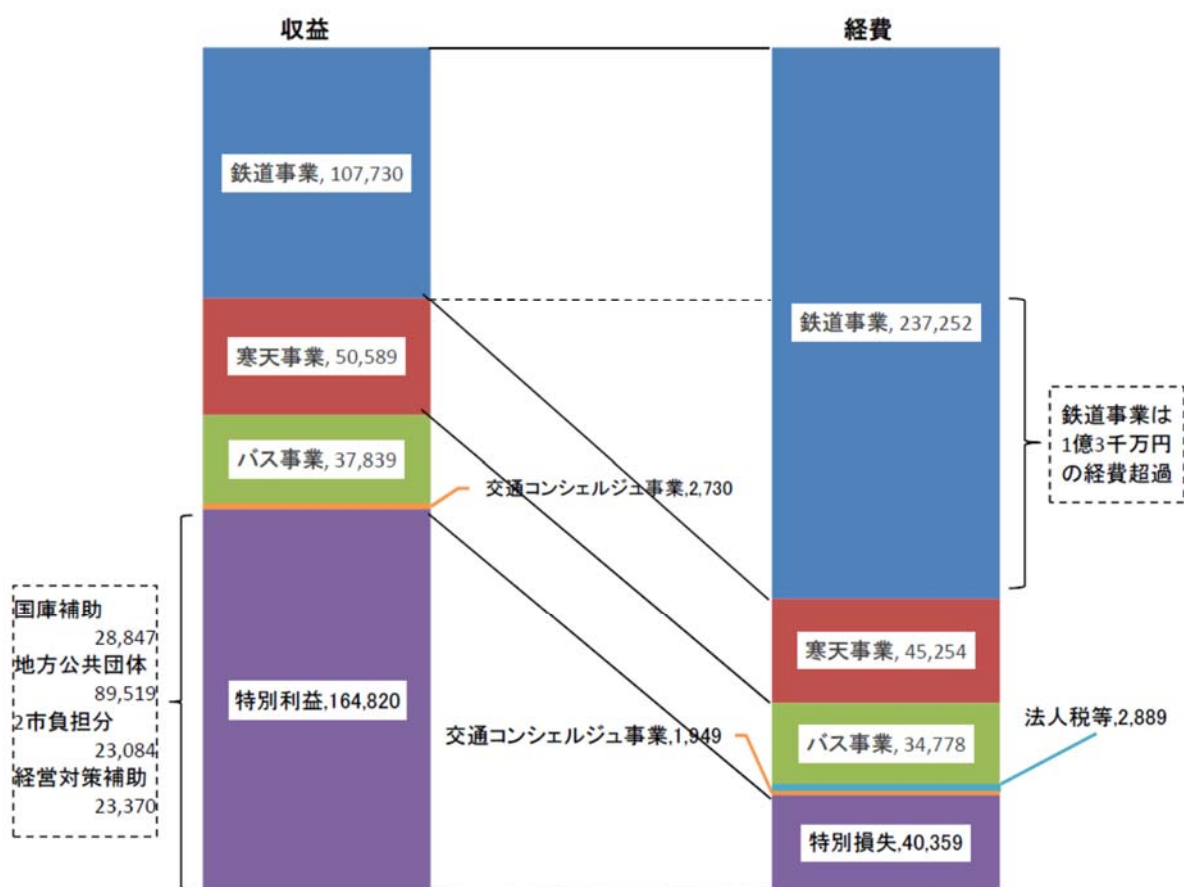 収益
経費
鉄道事業, 107,730
鉄道事業, 237,252
寒天事業, 50,589
バス事業, 37,839
交通コンシェルジュ事業,2,730
鉄道事業は
1億3千万円
の経費超過
国庫補助
28,847
地方公共団体
89,519
2市負担分
23,084
経営対策補助
23,370
特別利益,164,820
寒天事業, 45,254
交通コンシェルジュ事業,1,949
バス事業, 34,778
法人税等,2,889
特別損失,40,359